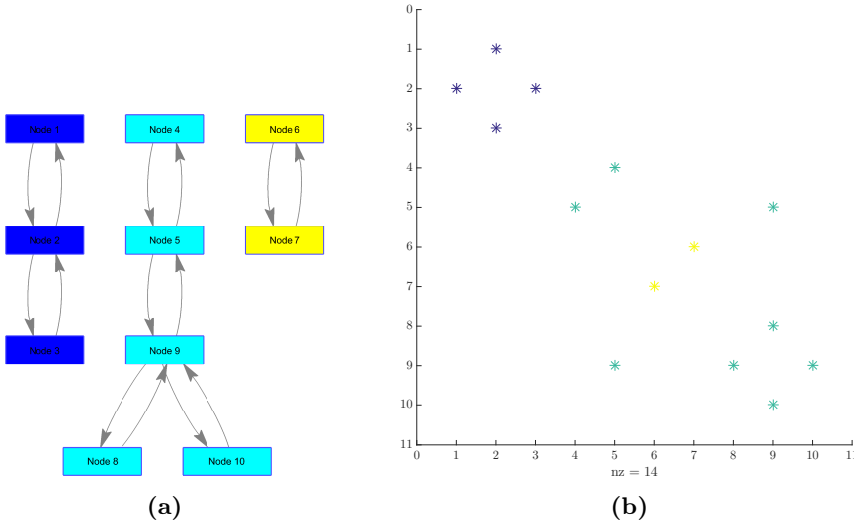 Node 1
Node 4
Node 6
Node 2
Node 5
Node 7
Node 3
Node 9
Node 8
Node 10
(a)
0
1
2
3
4
5
6
7
8
9
10
11
0 1 2 3 4 5 6 7 8 9 10 11
nz = 14
(b)